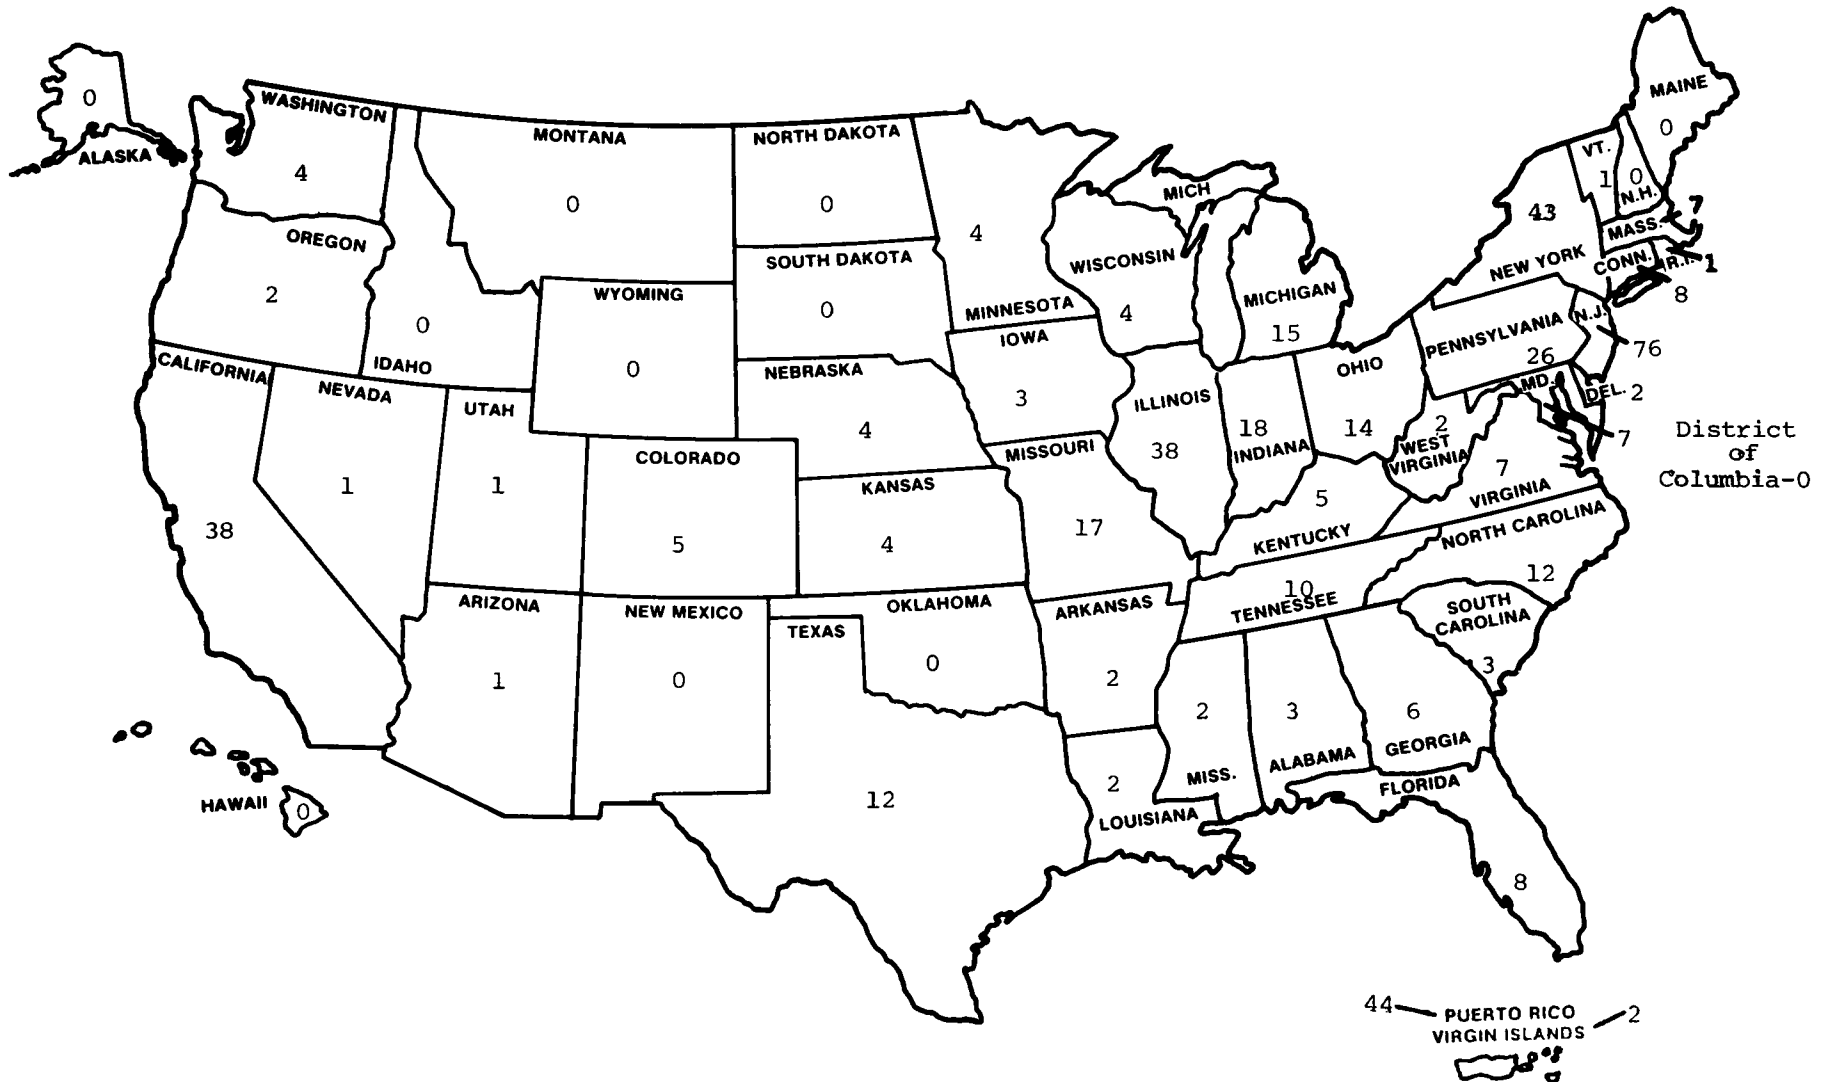 0
ALASKA
WASHINGTON
4
MONTANA
0
NORTH DAKOTA
0
4
MINNESOTA
MICH
WISCONSIN
4
MICHIGAN
15
MAINE
0
VT.
1
0
N.H.
43
NEW YORK
MASS.
7
CONN.
R.I.
1
8
OREGON
2
0
IDAHO
WYOMING
0
SOUTH DAKOTA
0
IOWA
3
NEBRASKA
4
PENNSYLVANIA
26
N.J.
76
MD.
DEL. 2
7
OHIO
14
ILLINOIS
38
18
INDIANA
2
WEST
VIRGINIA
7
VIRGINIA
District
of
Columbia-0
CALIFORNIA
38
NEVADA
1
UTAH
1
COLORADO
5
KANSAS
4
MISSOURI
17
5
KENTUCKY
NORTH CAROLINA
12
10
TENNESSEE
SOUTH
CAROLINA
3
ARIZONA
1
NEW MEXICO
0
OKLAHOMA
0
TEXAS
12
ARKANSAS
2
2
MISS.
3
ALABAMA
6
GEORGIA
2
LOUISIANA
FLORIDA
8
HAWAII
0
44 PUERTO RICO
VIRGIN ISLANDS 2